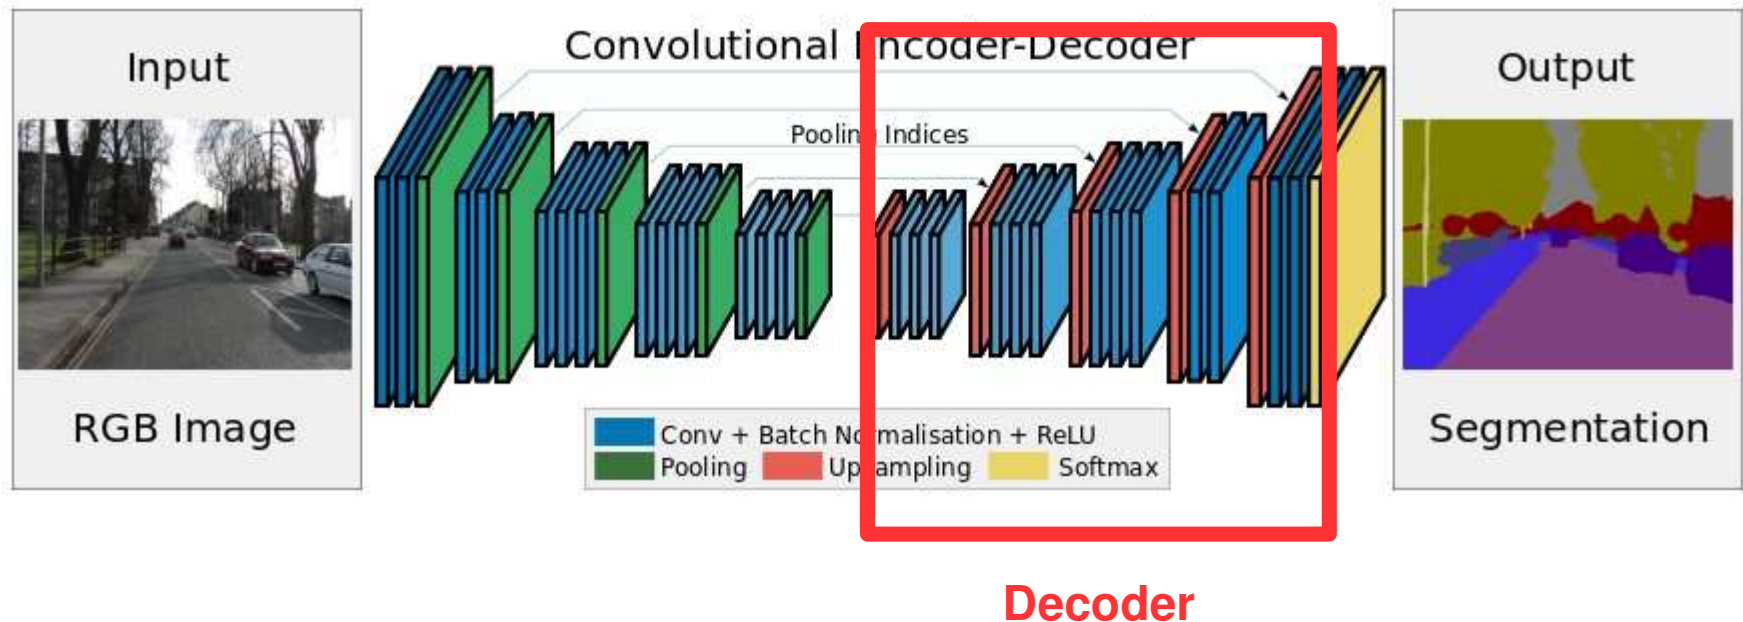 Input
RGB Image
Convolutional Encoder-Decoder
Pooling Indices
Conv + Batch Normalisation + ReLU
Pooling Upsampling Softmax
Output
Segmentation
Decoder